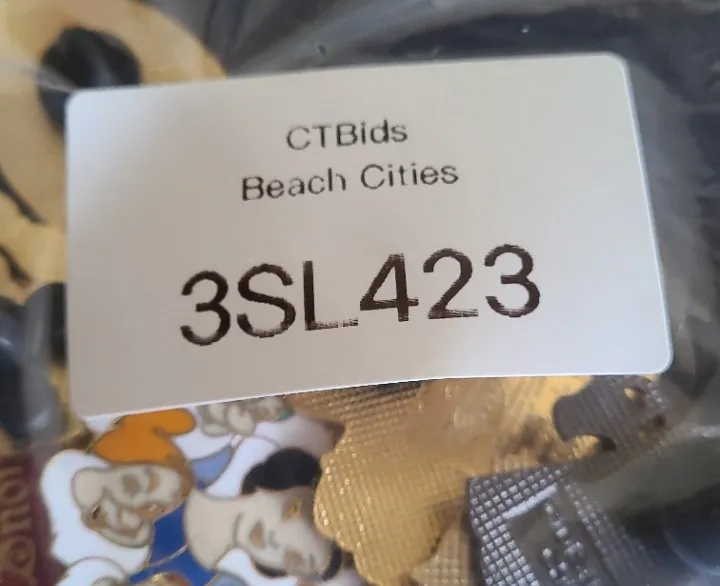 CTBids
Beach Cities
3SL423